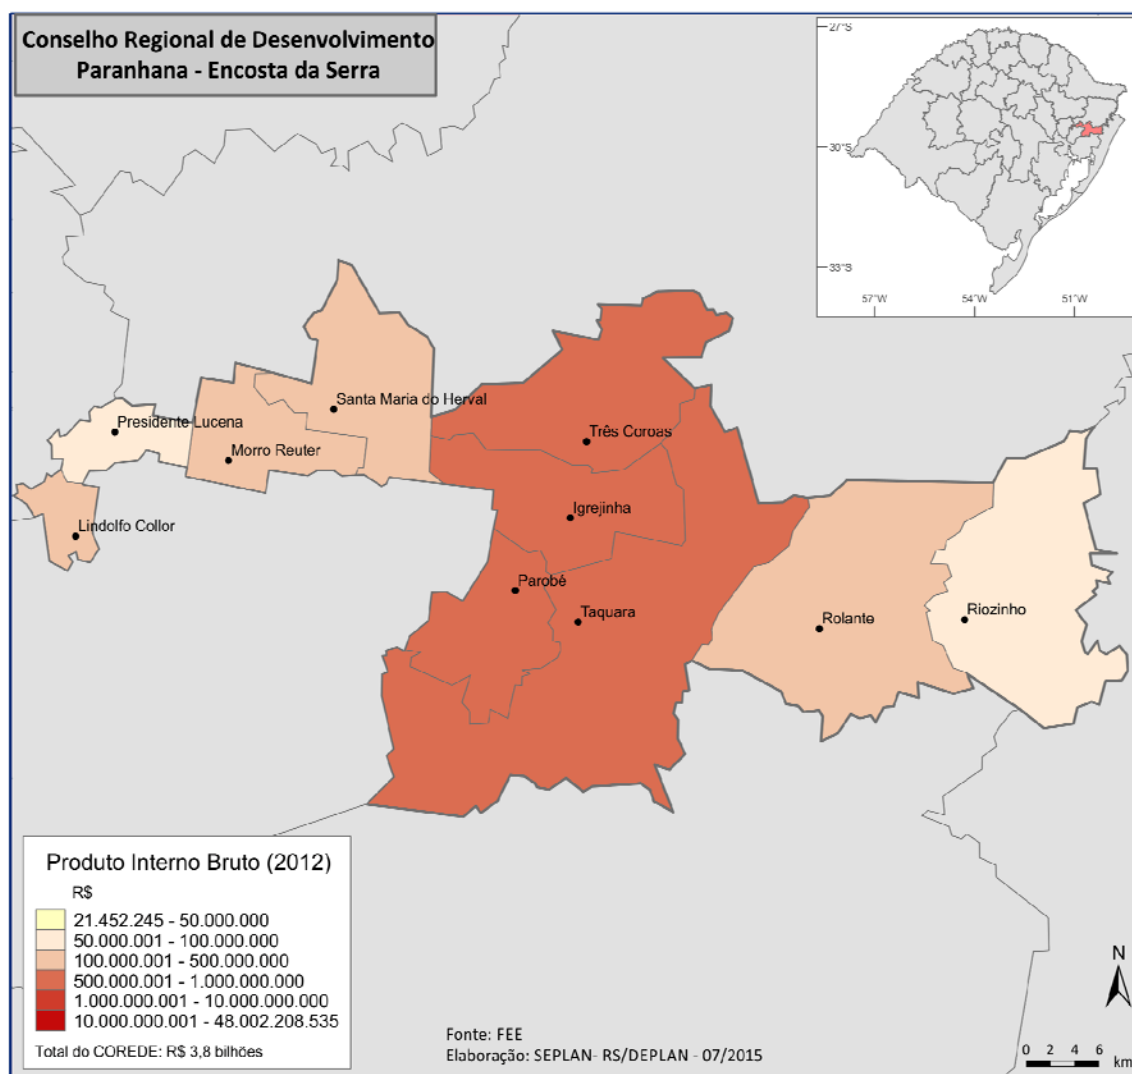 Conselho Regional de Desenvolvimento
Paranhana - Encosta da Serra
27°S
30°S
33°S
57°W
54°W
51°W
Santa Maria do Herval
Presidente Lucena
Três Coroas
Morro Reuter
Igrejinha
Lindolfo Collor
Parobé
Taquara
Rolante
Riozinho
Produto Interno Bruto (2012)
R$
21.452.245 - 50.000.000
50.000.001 - 100.000.000
100.000.001 - 500.000.000
500.000.001 - 1.000.000.000
1.000.000.001 - 10.000.000.000
10.000.000.001 - 48.002.208.535
Total do COREDE: R$ 3,8 bilhões
Fonte: FEE
Elaboração: SEPLAN- RS/DEPLAN - 07/2015
N
0 2 4 6
km